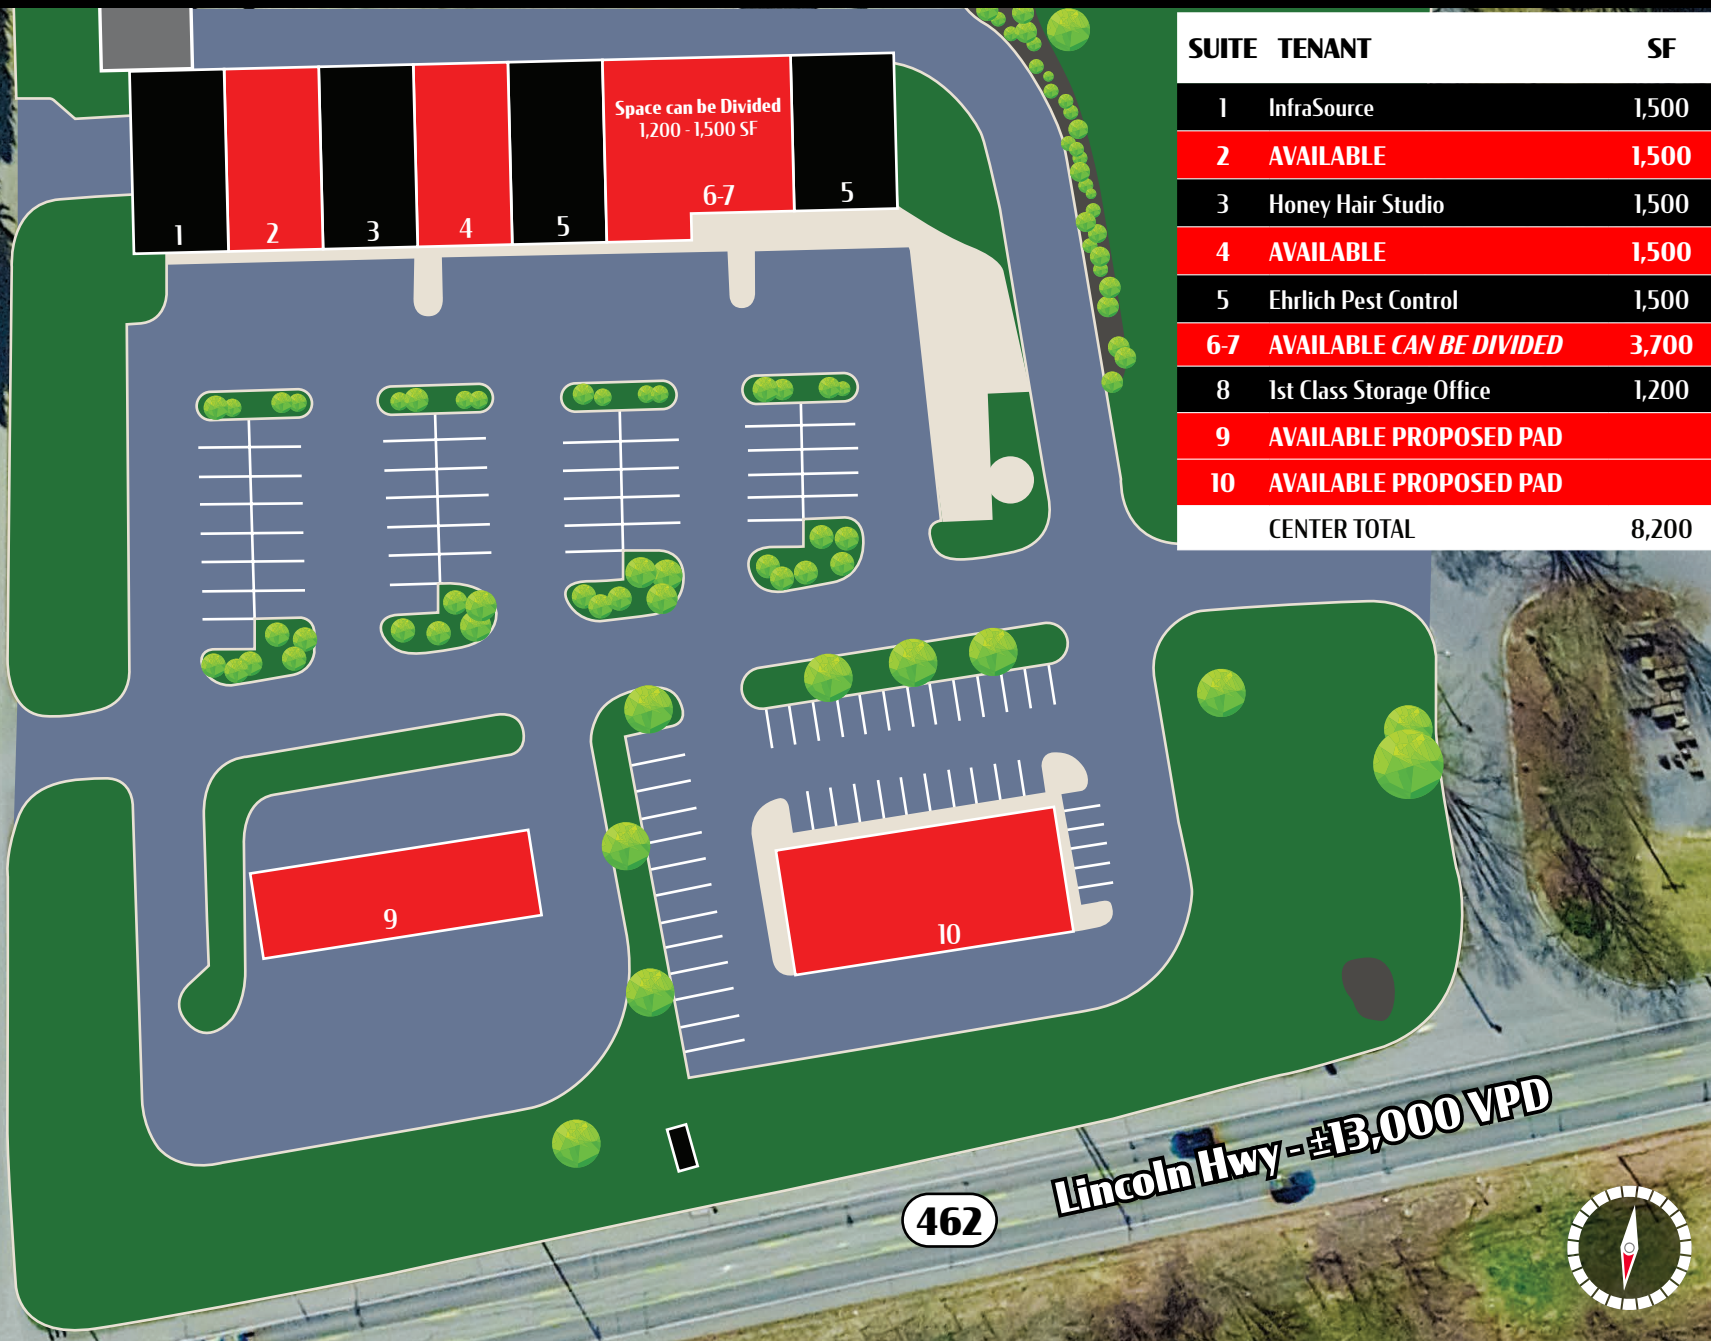 SUITE TENANT SF
1 InfraSource 1,500
2 AVAILABLE 1,500
3 Honey Hair Studio 1,500
4 AVAILABLE 1,500
5 Ehrlich Pest Control 1,500
6-7 AVAILABLE CAN BE DIVIDED 3,700
8 1st Class Storage Office 1,200
9 AVAILABLE PROPOSED PAD
10 AVAILABLE PROPOSED PAD
CENTER TOTAL 8,200
Space can be Divided
1,200 - 1,500 SF
1
2
3
4
5
6-7
5
9
10
Lincoln Hwy - ±13,000 VPD
462